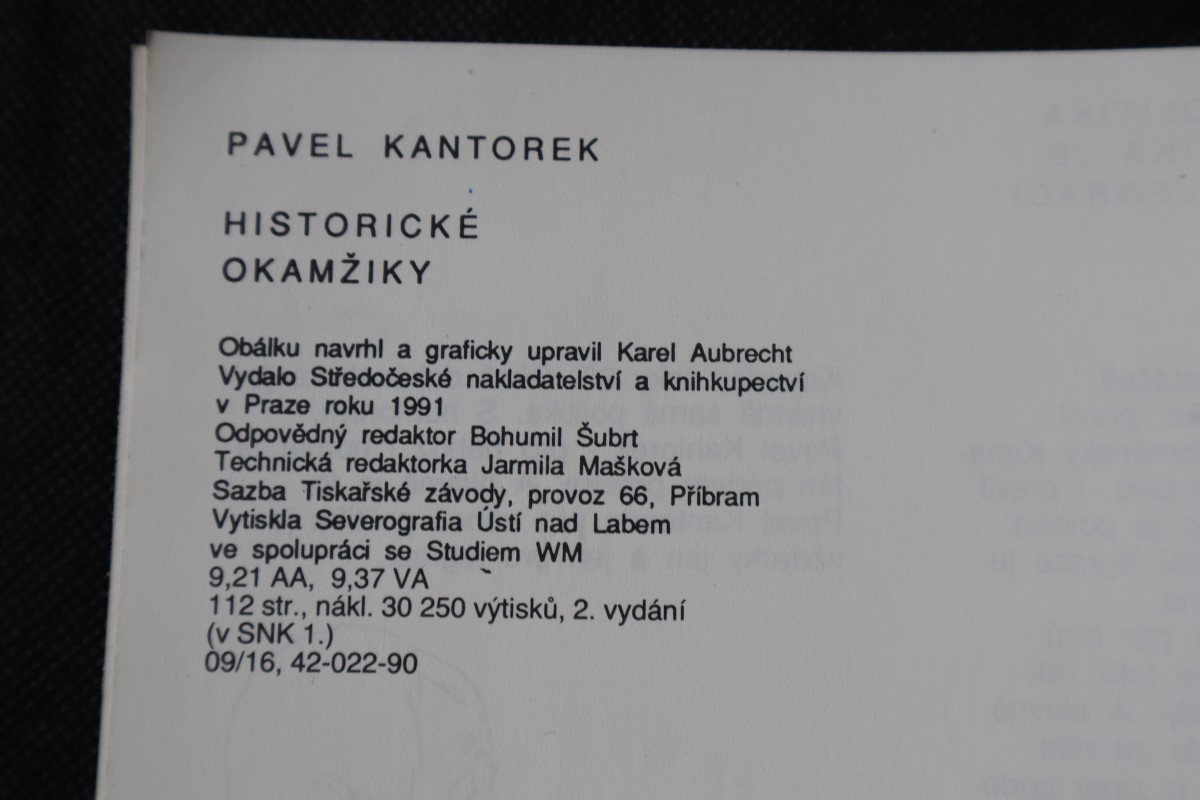 PAVEL KANTOREK
HISTORICKÉ
OKAMŽIKY
Obálku navrhl a graficky upravil Karel Aubrecht
Vydalo Středočeské nakladatelství a knihkupectví
v Praze roku 1991
Odpovědný redaktor Bohumil Šubrt
Technická redaktorka Jarmila Mašková
Sazba Tiskařské závody, provoz 66, Příbram
Vytiskla Severografia Ústí nad Labem
ve spolupráci se Studiem WM
9,21 AA, 9,37 VA
112 str., nákl. 30 250 výtisků, 2. vydání
(v SNK 1.)
09/16, 42-022-90